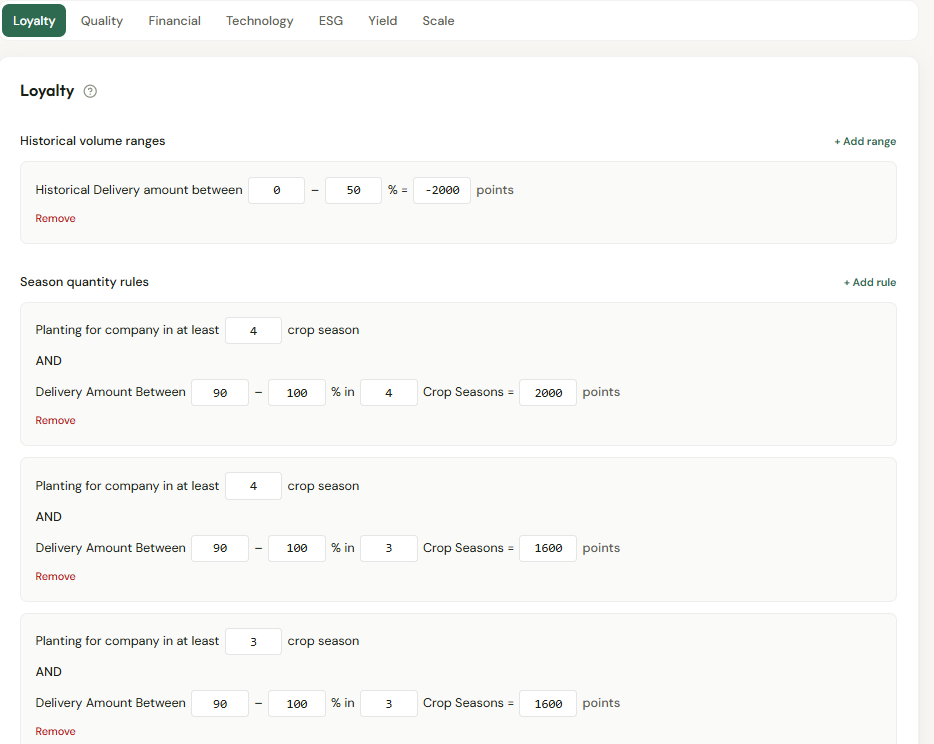 Loyalty Quality Financial Technology ESG Yield Scale
Loyalty ?
Historical volume ranges + Add range
Historical Delivery amount between 0 – 50 % = -2000 points
Remove
Season quantity rules + Add rule
Planting for company in at least 4 crop season
AND
Delivery Amount Between 90 – 100 % in 4 Crop Seasons = 2000 points
Remove
Planting for company in at least 4 crop season
AND
Delivery Amount Between 90 – 100 % in 3 Crop Seasons = 1600 points
Remove
Planting for company in at least 3 crop season
AND
Delivery Amount Between 90 – 100 % in 3 Crop Seasons = 1600 points
Remove